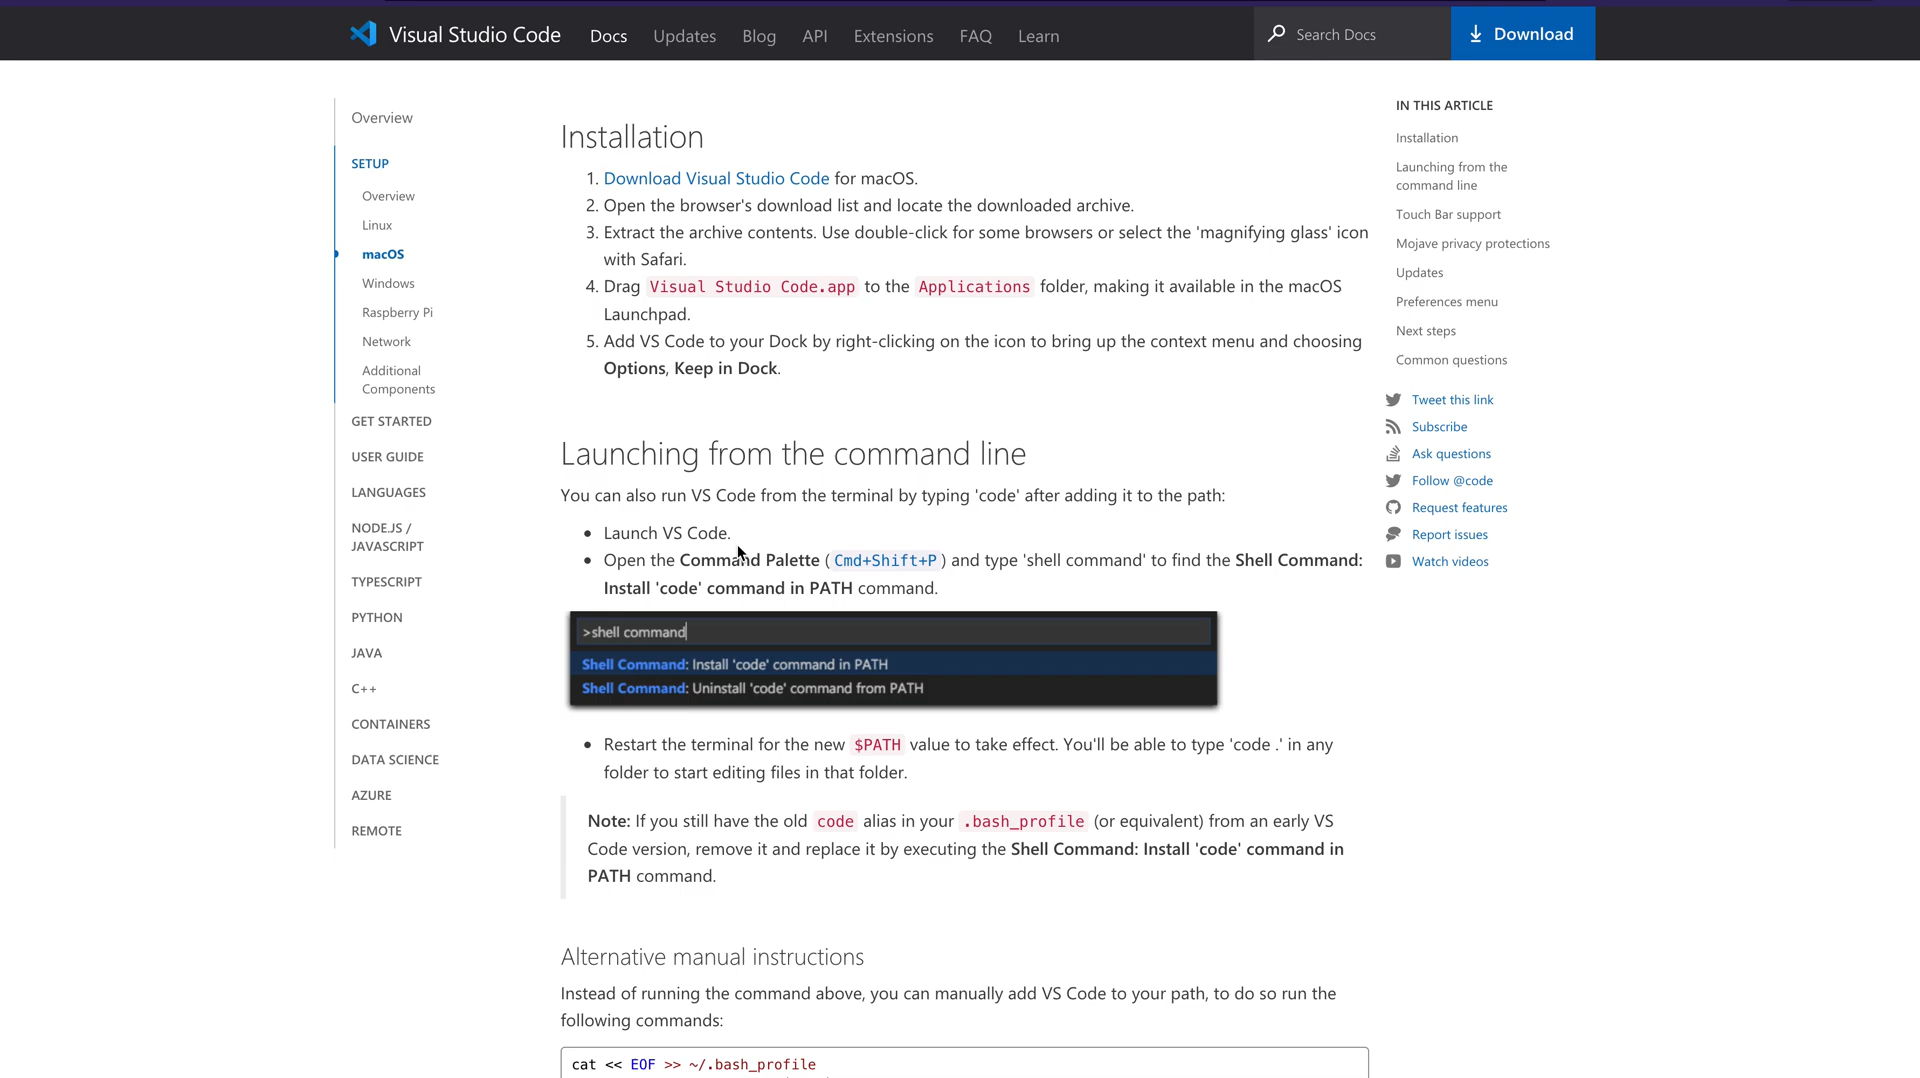 Visual Studio Code
Docs
Updates
Blog
API
Extensions
FAQ
Learn
Search Docs
Download
Overview
SETUP
Overview
Linux
macOS
Windows
Raspberry Pi
Network
Additional
Components
GET STARTED
USER GUIDE
LANGUAGES
NODE.JS /
JAVASCRIPT
TYPESCRIPT
PYTHON
JAVA
C++
CONTAINERS
DATA SCIENCE
AZURE
REMOTE
Installation
1. Download Visual Studio Code for macOS.
2. Open the browser's download list and locate the downloaded archive.
3. Extract the archive contents. Use double-click for some browsers or select the 'magnifying glass' icon
with Safari.
4. Drag Visual Studio Code.app to the Applications folder, making it available in the macOS
Launchpad.
5. Add VS Code to your Dock by right-clicking on the icon to bring up the context menu and choosing
Options, Keep in Dock.
Launching from the command line
You can also run VS Code from the terminal by typing 'code' after adding it to the path:
• Launch VS Code.
• Open the Command Palette (Cmd+Shift+P) and type 'shell command' to find the Shell Command:
Install 'code' command in PATH command.
>shell command
Shell Command: Install 'code' command in PATH
Shell Command: Uninstall 'code' command from PATH
• Restart the terminal for the new $PATH value to take effect. You'll be able to type 'code .' in any
folder to start editing files in that folder.
Note: If you still have the old code alias in your .bash_profile (or equivalent) from an early VS
Code version, remove it and replace it by executing the Shell Command: Install 'code' command in
PATH command.
Alternative manual instructions
Instead of running the command above, you can manually add VS Code to your path, to do so run the
following commands:
cat << EOF >> ~/.bash_profile
IN THIS ARTICLE
Installation
Launching from the
command line
Touch Bar support
Mojave privacy protections
Updates
Preferences menu
Next steps
Common questions
Tweet this link
Subscribe
Ask questions
Follow @code
Request features
Report issues
Watch videos